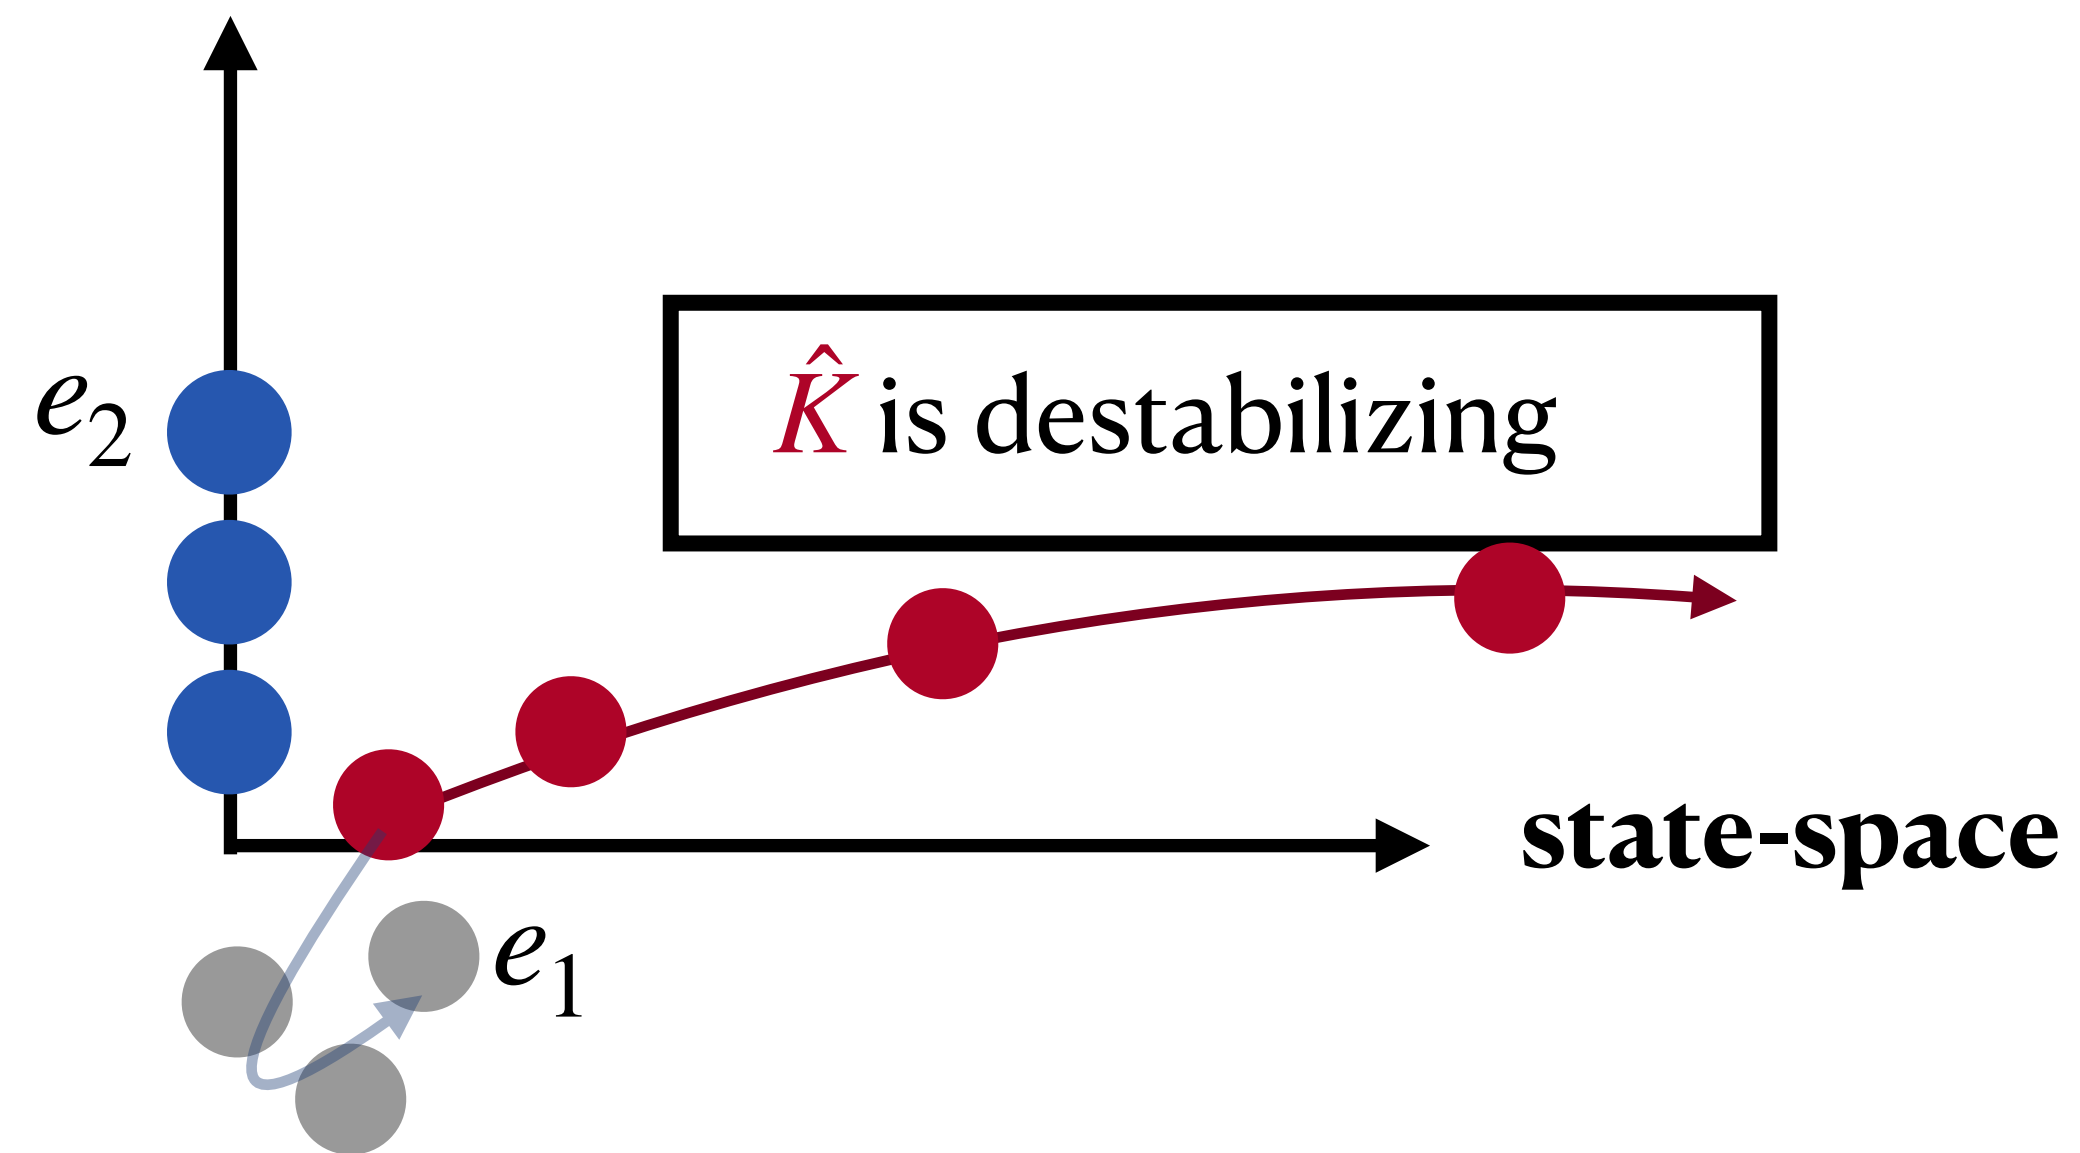 e₂
K̂ is destabilizing
state-space
e₁